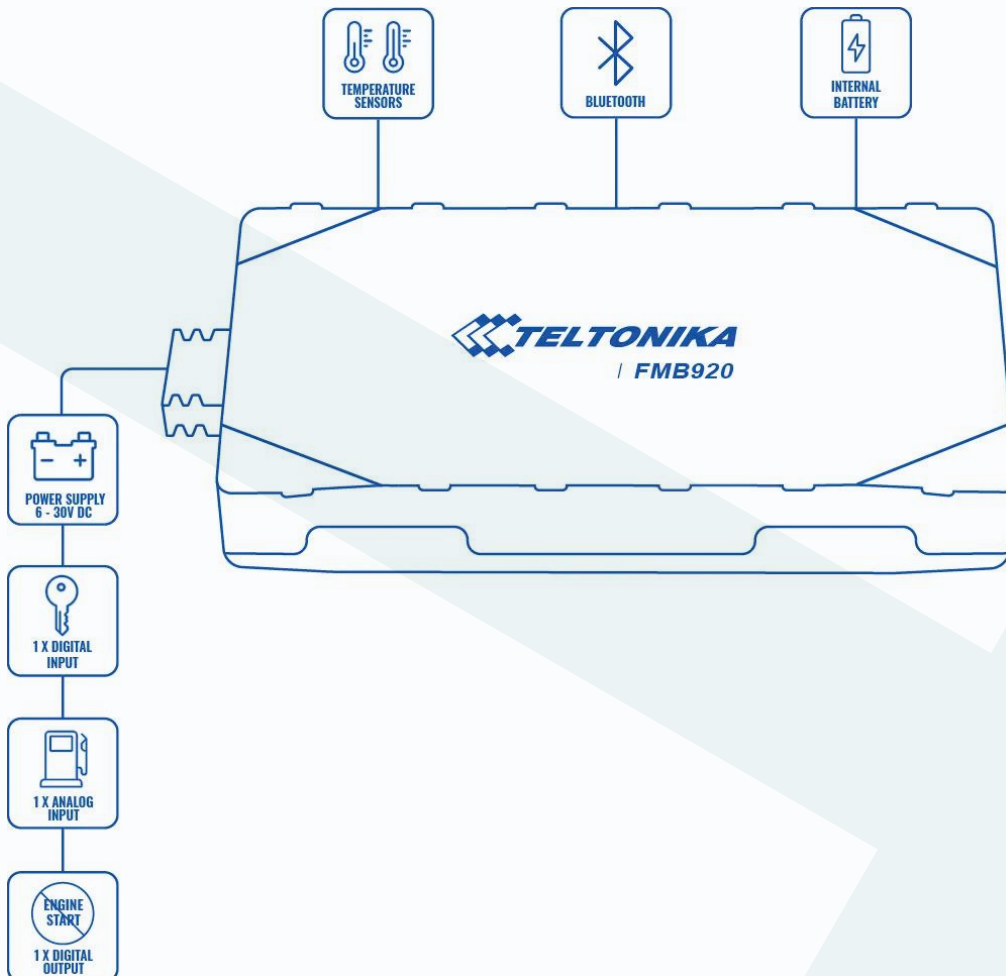 TEMPERATURE
SENSORS
BLUETOOTH
INTERNAL
BATTERY
TELTONIKA
/ FMB920
POWER SUPPLY
6 - 30V DC
1 X DIGITAL
INPUT
1 X ANALOG
INPUT
ENGINE
START
1 X DIGITAL
OUTPUT